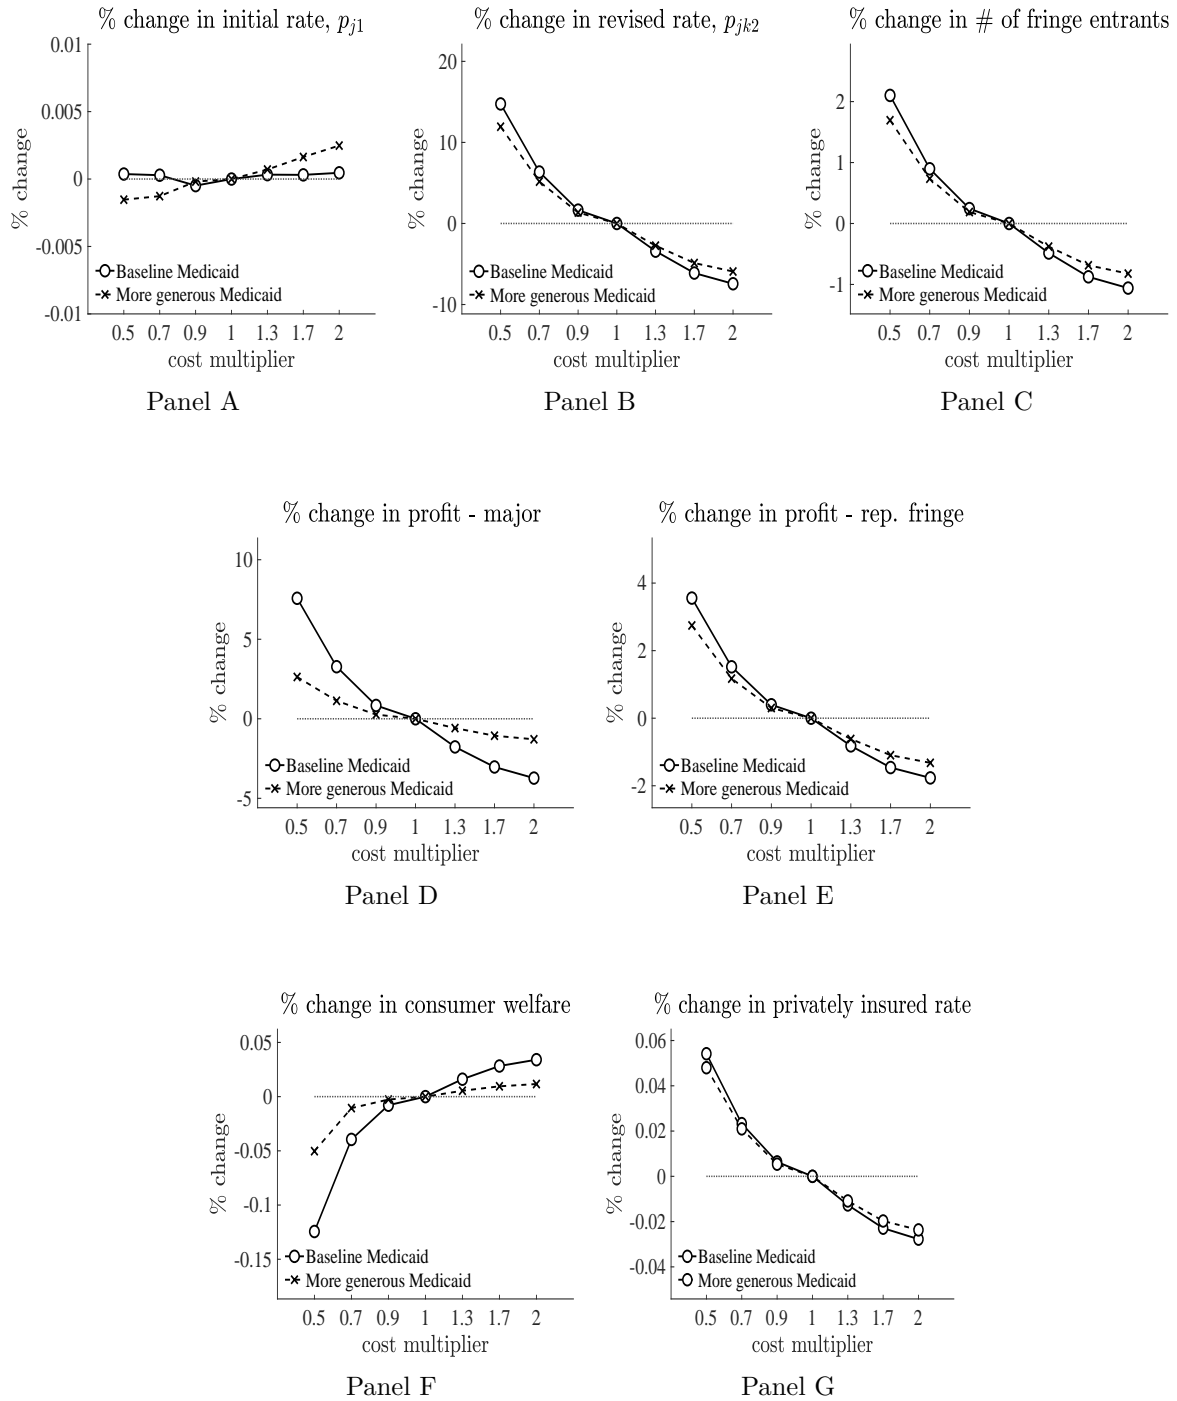 % change in initial rate, p_{j1}
% change
0.01
0.005
0
-0.005
-0.01
Baseline Medicaid
More generous Medicaid
0.5 0.7 0.9 1 1.3 1.7 2
cost multiplier
Panel A
% change in revised rate, p_{jk2}
% change
20
10
0
-10
Baseline Medicaid
More generous Medicaid
0.5 0.7 0.9 1 1.3 1.7 2
cost multiplier
Panel B
% change in # of fringe entrants
% change
2
1
0
-1
Baseline Medicaid
More generous Medicaid
0.5 0.7 0.9 1 1.3 1.7 2
cost multiplier
Panel C
% change in profit - major
% change
10
5
0
-5
Baseline Medicaid
More generous Medicaid
0.5 0.7 0.9 1 1.3 1.7 2
cost multiplier
Panel D
% change in profit - rep. fringe
% change
4
2
0
-2
Baseline Medicaid
More generous Medicaid
0.5 0.7 0.9 1 1.3 1.7 2
cost multiplier
Panel E
% change in consumer welfare
% change
0.05
0
-0.05
-0.1
-0.15
Baseline Medicaid
More generous Medicaid
0.5 0.7 0.9 1 1.3 1.7 2
cost multiplier
Panel F
% change in privately insured rate
% change
0.06
0.04
0.02
0
-0.02
-0.04
Baseline Medicaid
More generous Medicaid
0.5 0.7 0.9 1 1.3 1.7 2
cost multiplier
Panel G